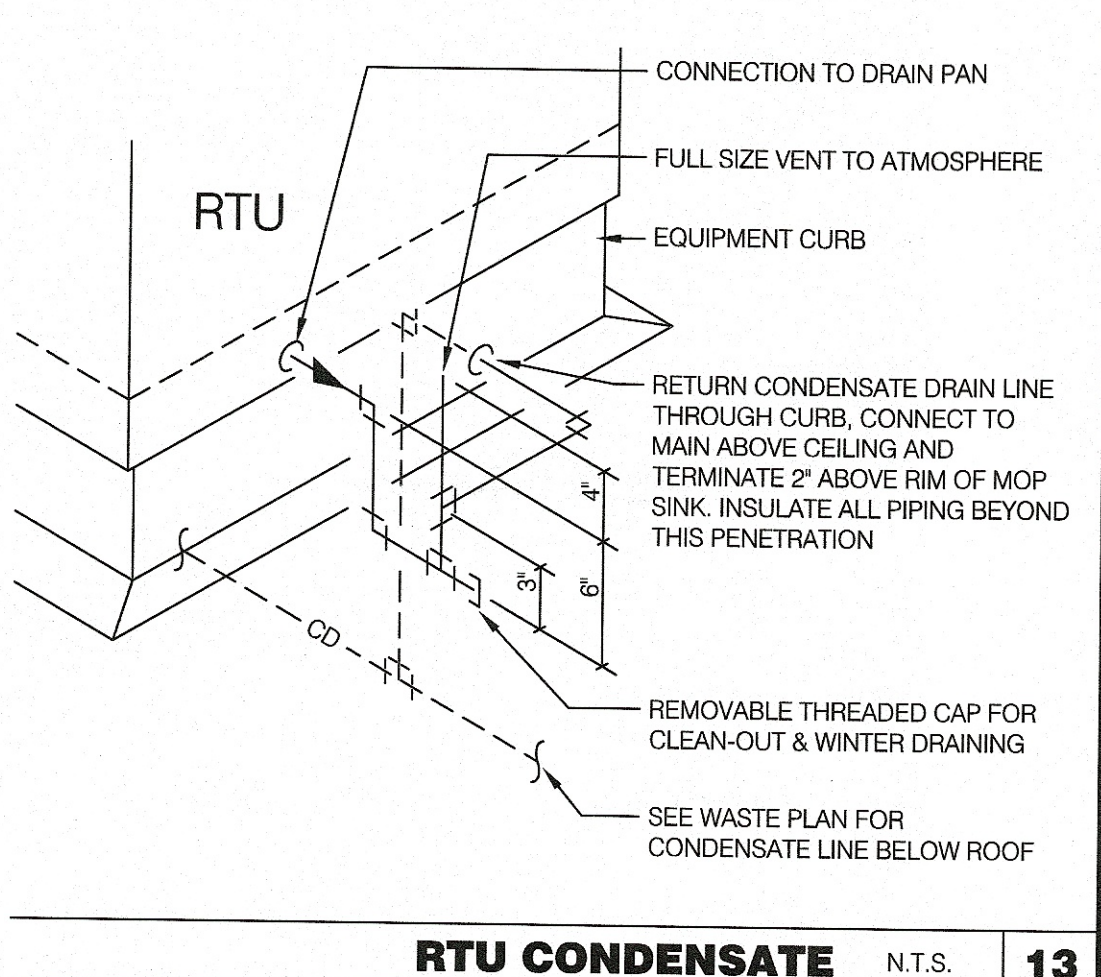 CONNECTION TO DRAIN PAN
FULL SIZE VENT TO ATMOSPHERE
RTU
EQUIPMENT CURB
RETURN CONDENSATE DRAIN LINE
THROUGH CURB, CONNECT TO
MAIN ABOVE CEILING AND
TERMINATE 2" ABOVE RIM OF MOP
SINK. INSULATE ALL PIPING BEYOND
THIS PENETRATION
4"
3"
6"
CD
REMOVABLE THREADED CAP FOR
CLEAN-OUT & WINTER DRAINING
SEE WASTE PLAN FOR
CONDENSATE LINE BELOW ROOF
RTU CONDENSATE N.T.S. 13